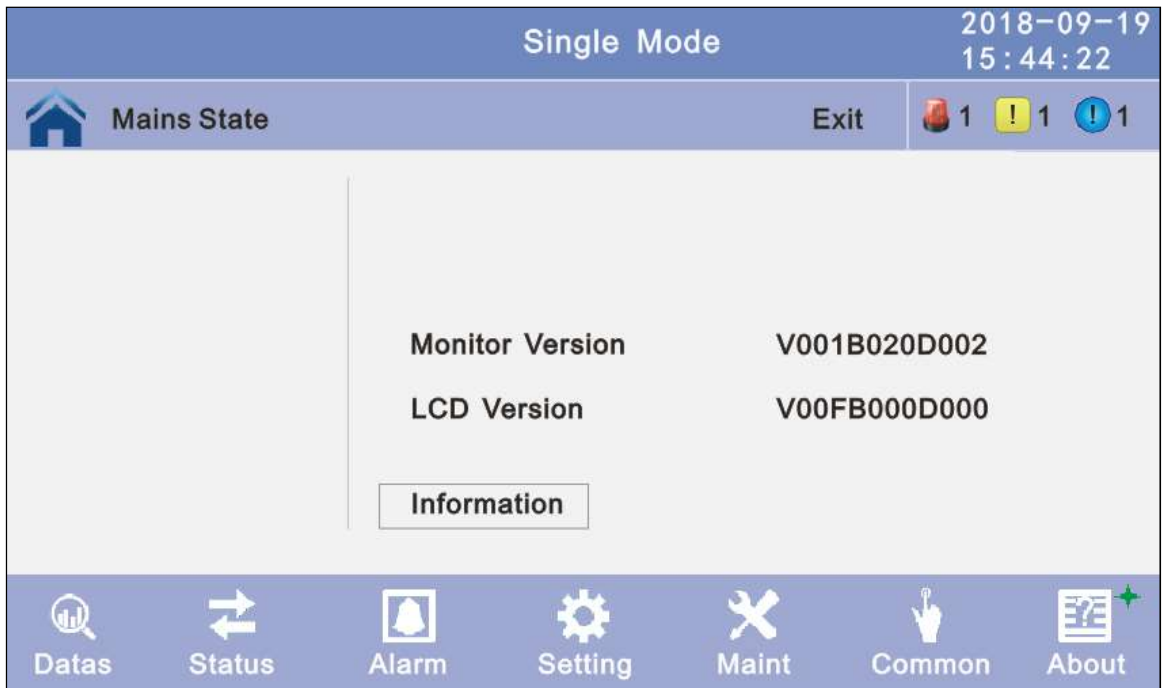 Single Mode
2018-09-19
15:44:22
Mains State
Exit
1
! 1
! 1
Monitor Version V001B020D002
LCD Version V00FB000D000
Information
Datas Status Alarm Setting Maint Common About